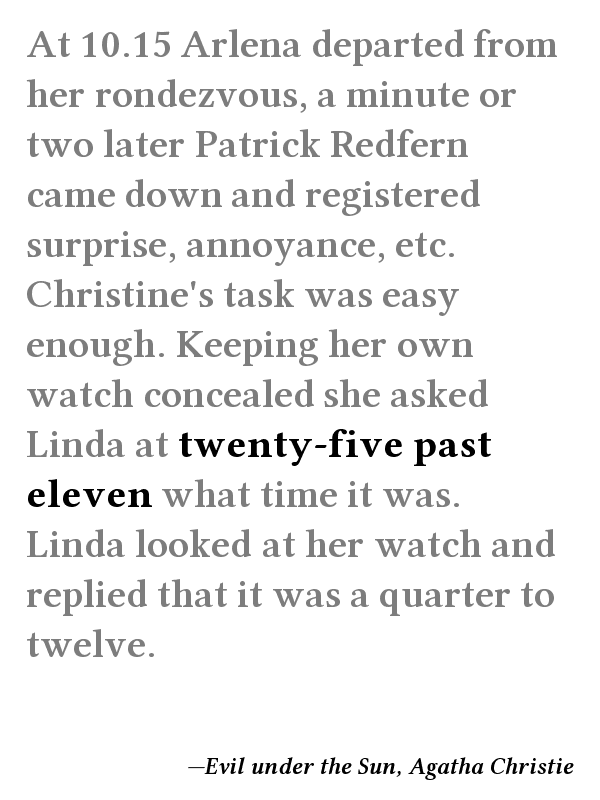 At 10.15 Arlena departed from
her rondezvous, a minute or
two later Patrick Redfern
came down and registered
surprise, annoyance, etc.
Christine's task was easy
enough. Keeping her own
watch concealed she asked
Linda at twenty-five past
eleven what time it was.
Linda looked at her watch and
replied that it was a quarter to
twelve.
—Evil under the Sun, Agatha Christie